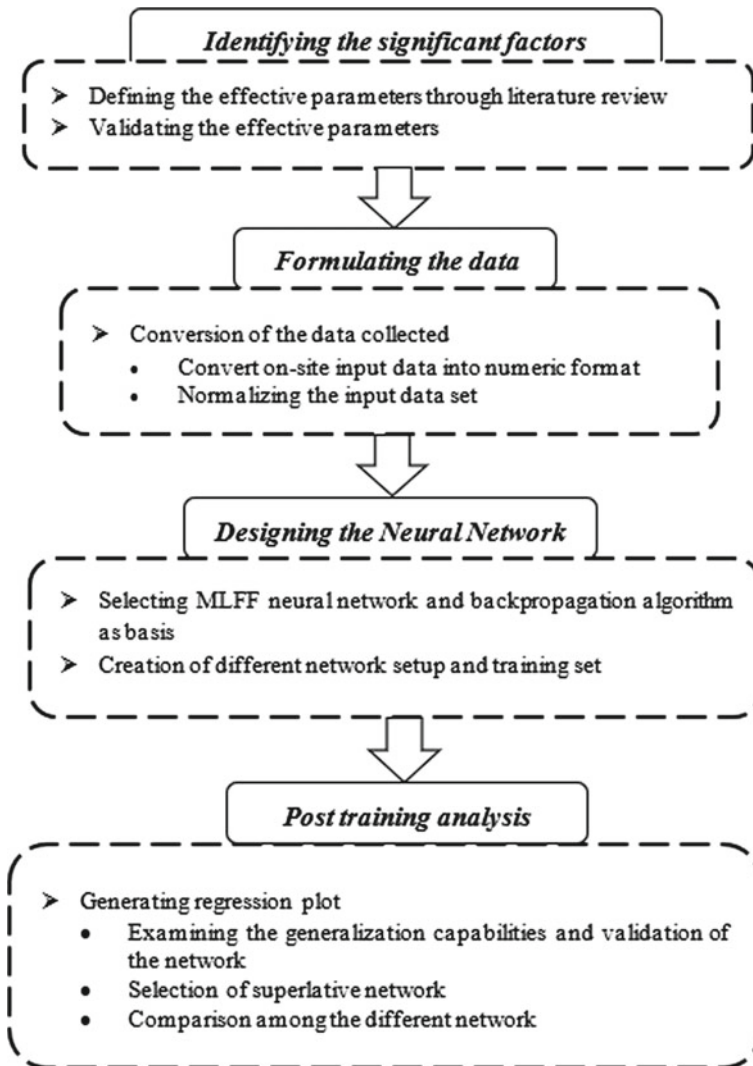 Identifying the significant factors
➤ Defining the effective parameters through literature review
➤ Validating the effective parameters
Formulating the data
➤ Conversion of the data collected
• Convert on-site input data into numeric format
• Normalizing the input data set
Designing the Neural Network
➤ Selecting MLFF neural network and backpropagation algorithm
as basis
➤ Creation of different network setup and training set
Post training analysis
➤ Generating regression plot
• Examining the generalization capabilities and validation of
the network
• Selection of superlative network
• Comparison among the different network